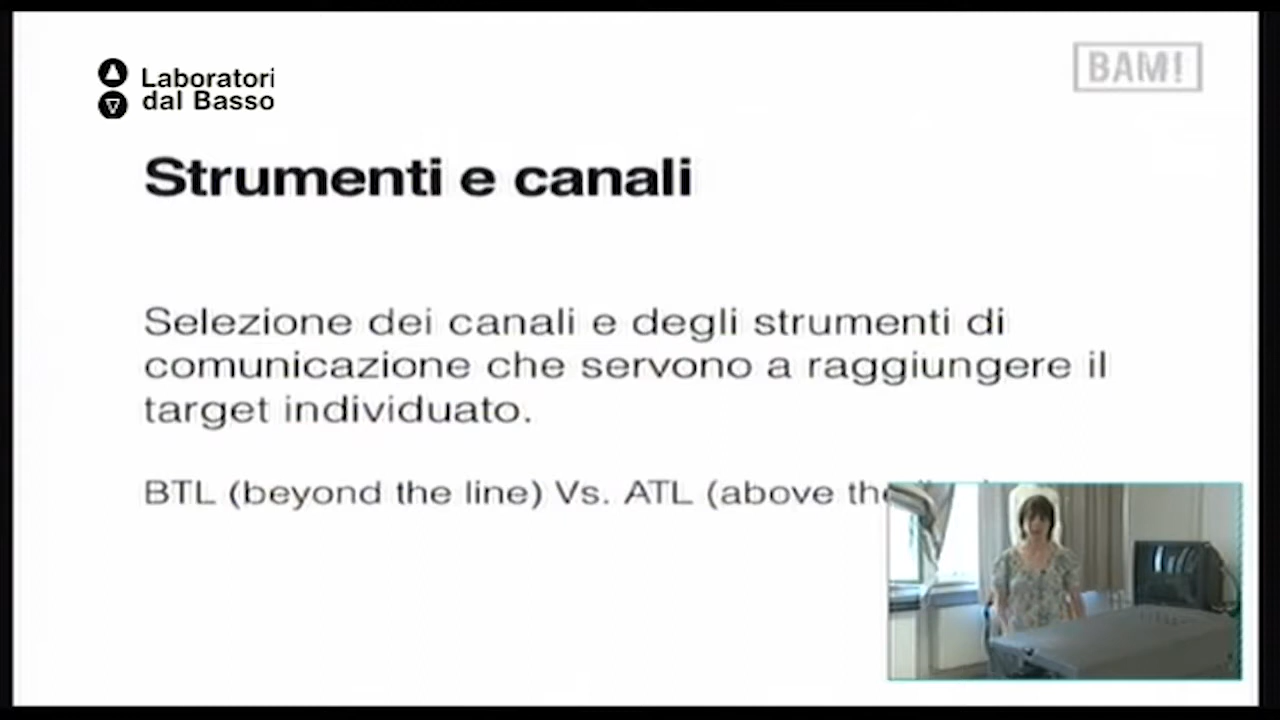 Laboratori
dal Basso
BAM!
Strumenti e canali
Selezione dei canali e degli strumenti di
comunicazione che servono a raggiungere il
target individuato.
BTL (beyond the line) Vs. ATL (above the